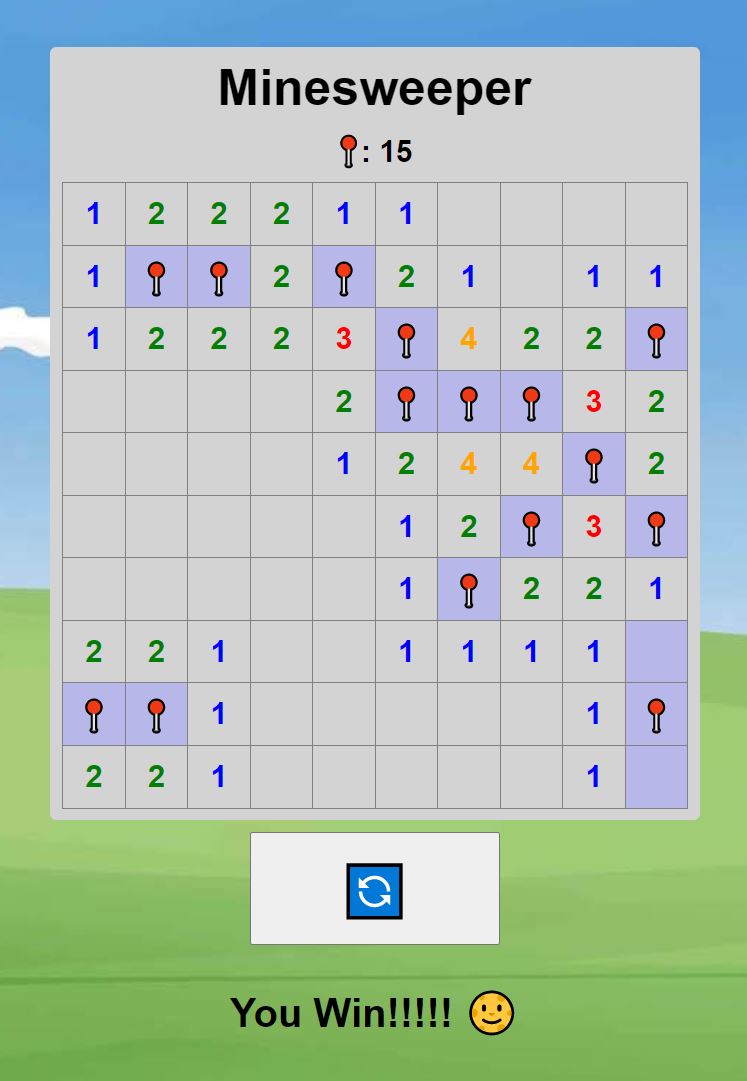 Minesweeper
: 15
1 2 2 2 1 1
1 2 2 1 1 1
1 2 2 2 3 4 2 2
2 3 2
1 2 4 4 2
1 2 3
1 2 2 1
2 2 1 1 1 1 1
1 1
2 2 1 1
You Win!!!!!